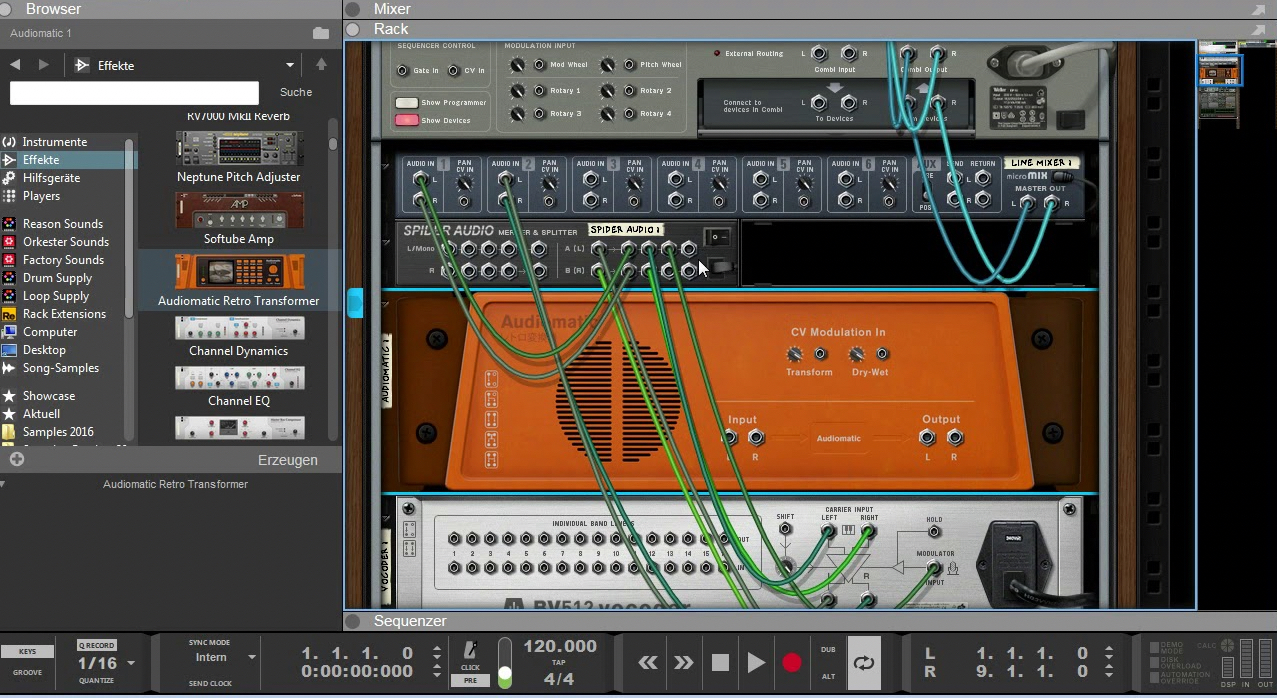 Browser
Audiomatic 1
Effekte
Suche
Instrumente
Effekte
Hilfsgeräte
Players
Reason Sounds
Orkester Sounds
Factory Sounds
Drum Supply
Loop Supply
Rack Extensions
Computer
Desktop
Song-Samples
Showcase
Aktuell
Samples 2016
RV7000 MkII Reverb
Neptune Pitch Adjuster
AMP
Softube Amp
Audiomatic Retro Transformer
Channel Dynamics
Channel EQ
Erzeugen
Audiomatic Retro Transformer
Mixer
Rack
SEQUENCER CONTROL
MODULATION INPUT
Gate In
CV In
Mod Wheel
Pitch Wheel
Rotary 1
Rotary 2
Rotary 3
Rotary 4
Show Programmer
Show Devices
External Routing
L
R
L
R
Combi Input
Combi Output
Connect to
devices in Combi
L
R
To Devices
AUDIO IN 1 PAN CV IN
AUDIO IN 2 PAN CV IN
AUDIO IN 3 PAN CV IN
AUDIO IN 4 PAN CV IN
AUDIO IN 5 PAN CV IN
AUDIO IN 6 PAN CV IN
AUX
RETURN
LINE MIXER 1
microMIX
MASTER OUT
L
R
SPIDER AUDIO MERGER & SPLITTER
SPIDER AUDIO 1
L/Mono
R
A (L)
B (R)
Audiomatic
AUDIOMATIC 1
CV Modulation In
Transform
Dry-Wet
Input
Output
Audiomatic
R
L
R
VOCODER 1
INDIVIDUAL BAND LEVELS
1 2 3 4 5 6 7 8 9 10 11 12 13 14 15
OUT
IN
SHIFT
CARRIER INPUT
LEFT
RIGHT
HOLD
MODULATOR
INPUT
BV512 vocoder
Sequenzer
KEYS
GROOVE
Q RECORD
1/16
QUANTIZE
SYNC MODE
Intern
SEND CLOCK
1. 1. 1. 0
0:00:00:000
CLICK
PRE
120.000
TAP
4/4
DUB
ALT
L 1. 1. 1. 0
R 9. 1. 1. 0
DEMO
MODE
DISK
OVERLOAD
AUTOMATION
OVERRIDE
CALC
DSP IN OUT